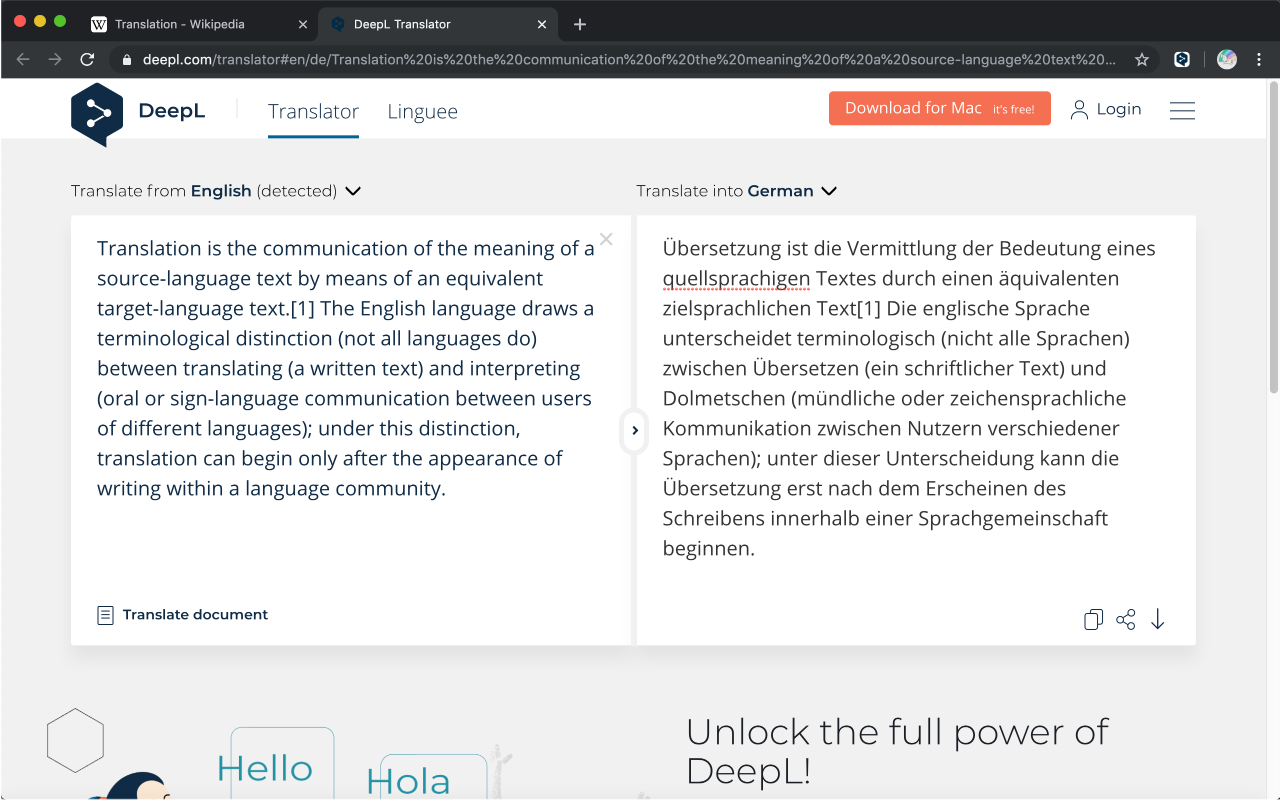 Translation - Wikipedia
DeepL Translator
deepl.com/translator#en/de/Translation%20is%20the%20communication%20of%20the%20meaning%20of%20a%20source-language%20text%20...
DeepL
Translator
Linguee
Download for Mac it's free!
Login
Translate from English (detected)
Translate into German
Translation is the communication of the meaning of a
source-language text by means of an equivalent
target-language text.[1] The English language draws a
terminological distinction (not all languages do)
between translating (a written text) and interpreting
(oral or sign-language communication between users
of different languages); under this distinction,
translation can begin only after the appearance of
writing within a language community.
Translate document
Übersetzung ist die Vermittlung der Bedeutung eines
quellsprachigen Textes durch einen äquivalenten
zielsprachlichen Text[1] Die englische Sprache
unterscheidet terminologisch (nicht alle Sprachen)
zwischen Übersetzen (ein schriftlicher Text) und
Dolmetschen (mündliche oder zeichensprachliche
Kommunikation zwischen Nutzern verschiedener
Sprachen); unter dieser Unterscheidung kann die
Übersetzung erst nach dem Erscheinen des
Schreibens innerhalb einer Sprachgemeinschaft
beginnen.
Hello
Hola
Unlock the full power of
DeepL!